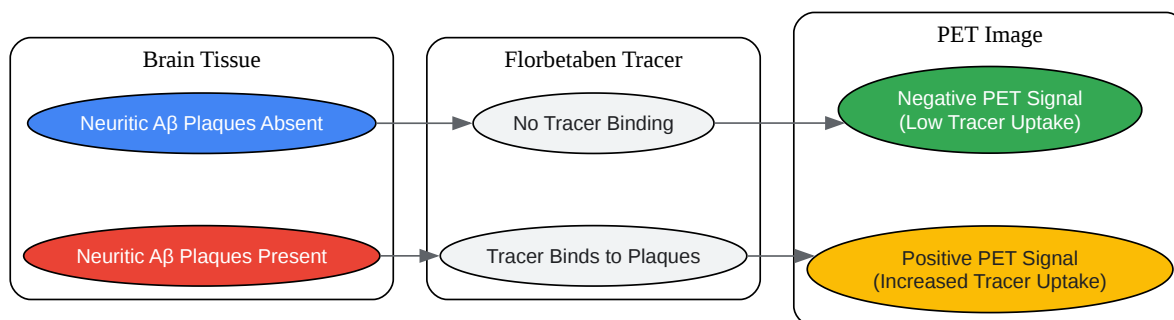 Brain Tissue
Florbetaben Tracer
PET Image
Neuritic Aβ Plaques Absent
No Tracer Binding
Negative PET Signal
(Low Tracer Uptake)
Neuritic Aβ Plaques Present
Tracer Binds to Plaques
Positive PET Signal
(Increased Tracer Uptake)